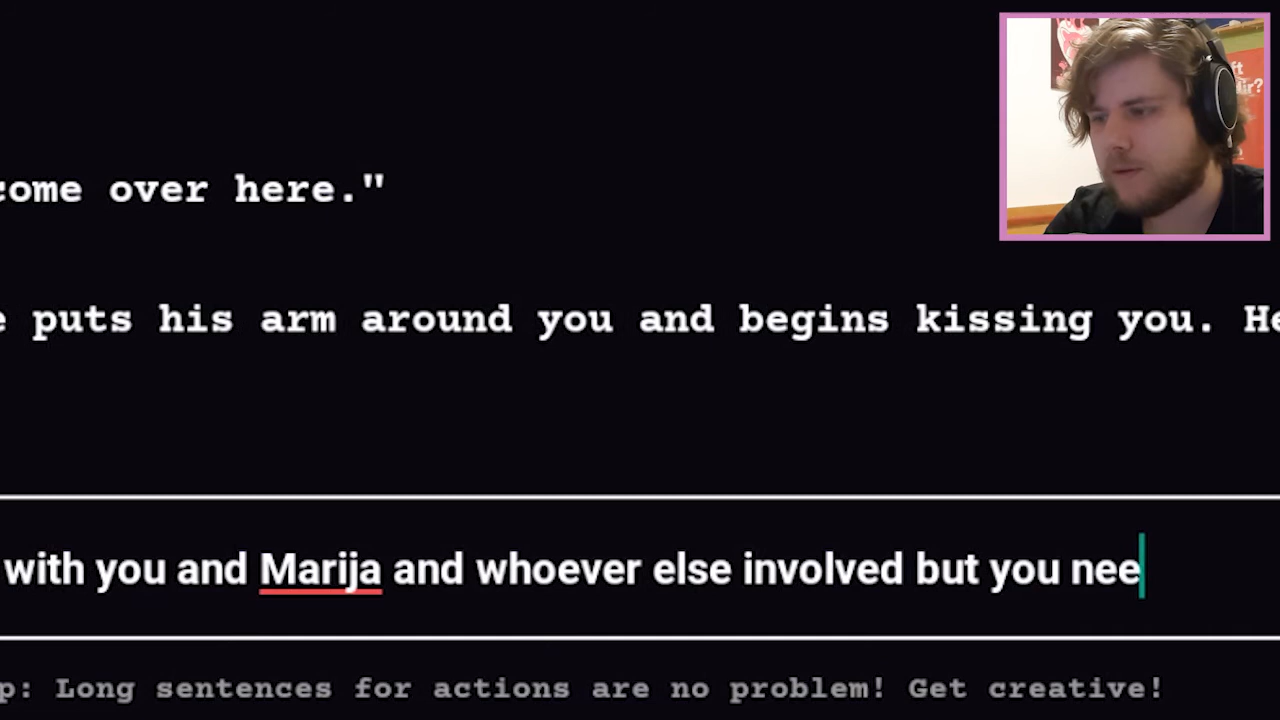 come over here."
puts his arm around you and begins kissing you. He
with you and Marija and whoever else involved but you nee
p: Long sentences for actions are no problem! Get creative!